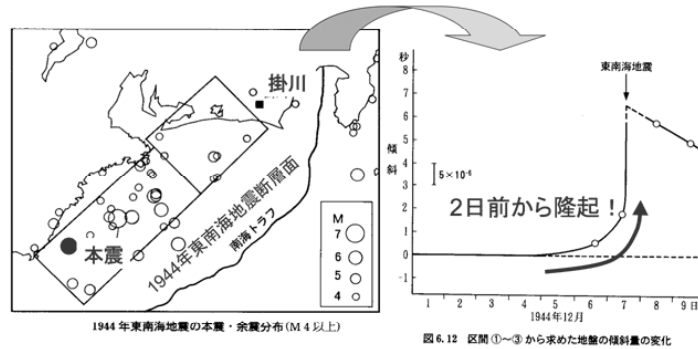 掛川
本震
1944年東南海地震断層面
南海トラフ
M
7
6
5
4
1944年東南海地震の本震・余震分布(M4以上)
秒
8
7
6
5
4
3
2
1
0
-1
傾斜
5×10⁻⁶
東南海地震
2日前から隆起！
1 2 3 4 5 6 7 8 9日
1944年12月
図6.12 区間①〜③から求めた地盤の傾斜量の変化